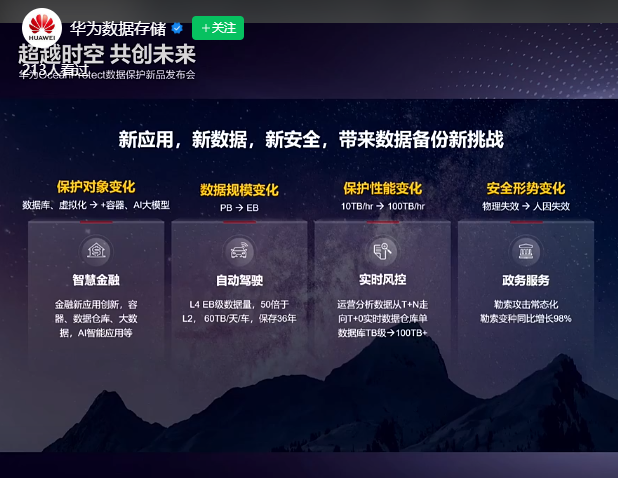 HUAWEI
华为数据存储
+关注
超越时空 共创未来
213人看过
华为OceanProtect数据保护新品发布会
新应用，新数据，新安全，带来数据备份新挑战
保护对象变化
数据库、虚拟化 → +容器、AI大模型
数据规模变化
PB → EB
保护性能变化
10TB/hr → 100TB/hr
安全形势变化
物理失效 → 人因失效
智慧金融
金融新应用创新，容
器、数据仓库、大数
据，AI智能应用等
自动驾驶
L4 EB级数据量，50倍于
L2， 60TB/天/车，保存36年
实时风控
运营分析数据从T+N走
向T+0实时数据仓库单
数据库TB级→100TB+
政务服务
勒索攻击常态化
勒索变种同比增长98%